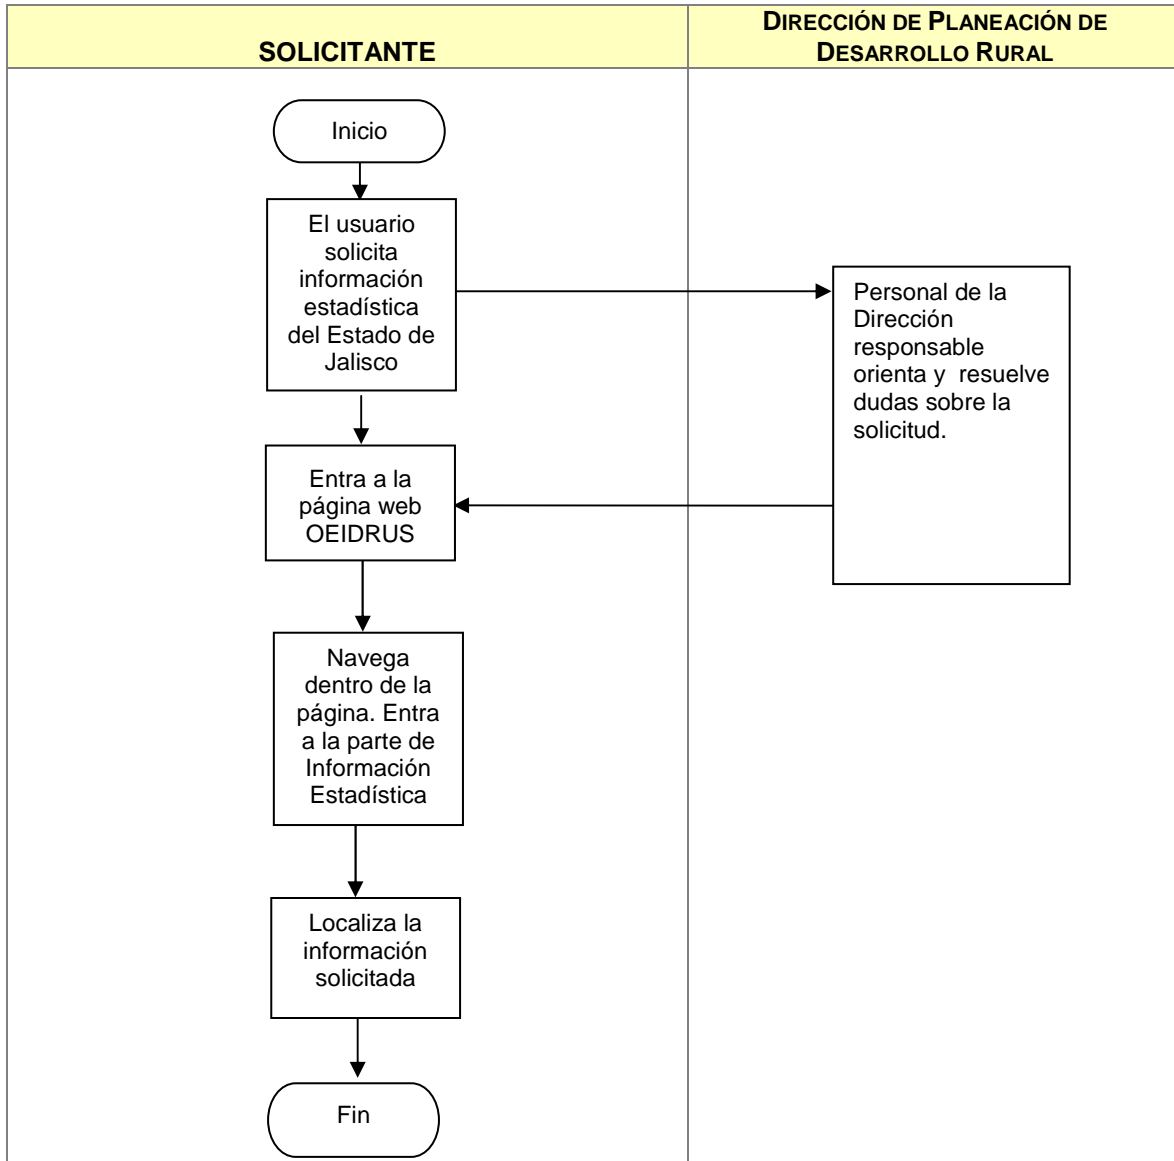 SOLICITANTE
DIRECCIÓN DE PLANEACIÓN DE
DESARROLLO RURAL
Inicio
El usuario
solicita
información
estadística
del Estado de
Jalisco
Personal de la
Dirección
responsable
orienta y  resuelve
dudas sobre la
solicitud.
Entra a la
página web
OEIDRUS
Navega
dentro de la
página. Entra
a la parte de
Información
Estadística
Localiza la
información
solicitada
Fin